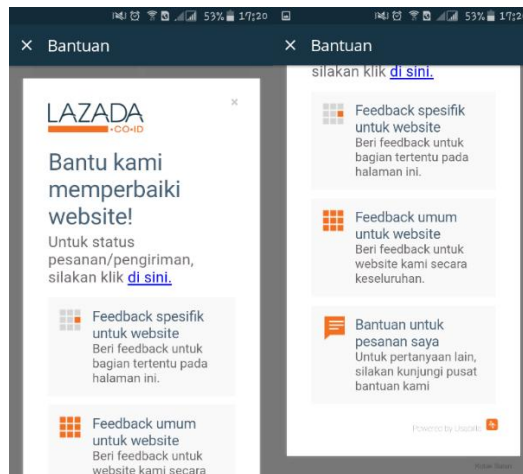 53% 17:20
× Bantuan
LAZADA
.CO.ID
×
Bantu kami
memperbaiki
website!
Untuk status
pesanan/pengiriman,
silakan klik di sini.
Feedback spesifik
untuk website
Beri feedback untuk
bagian tertentu pada
halaman ini.
Feedback umum
untuk website
Beri feedback untuk
website kami secara
53% 17:2
× Bantuan
silakan klik di sini.
Feedback spesifik
untuk website
Beri feedback untuk
bagian tertentu pada
halaman ini.
Feedback umum
untuk website
Beri feedback untuk
website kami secara
keseluruhan.
Bantuan untuk
pesanan saya
Untuk pertanyaan lain,
silakan kunjungi pusat
bantuan kami
Powered by